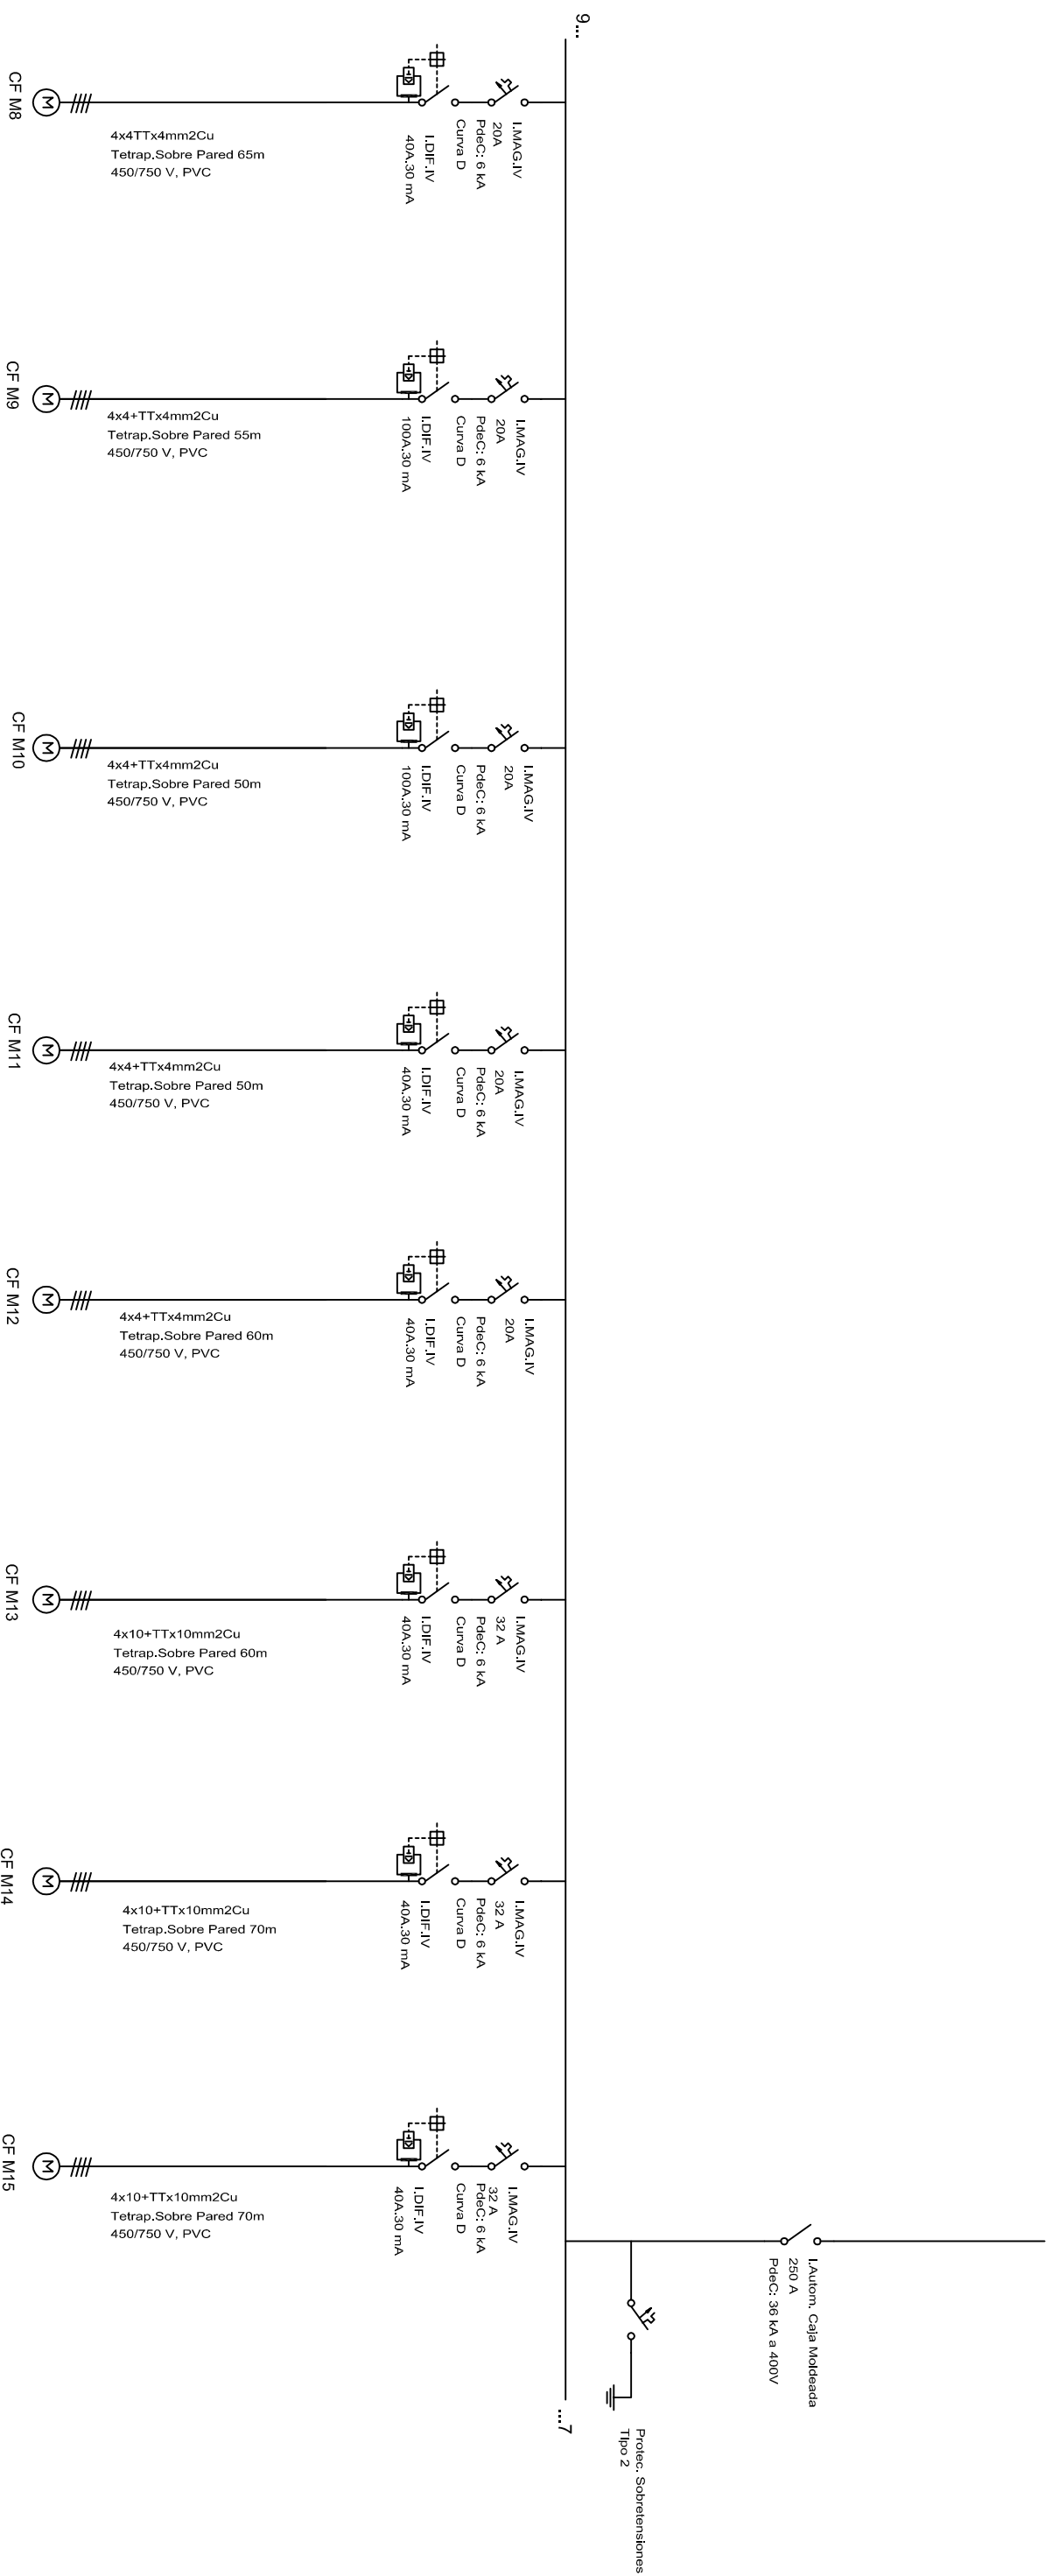 9...
I.MAG.IV
20A
PdeC: 6 kA
Curva D
I.DIF.IV
40A.30 mA
4x4TTx4mm2Cu
Tetrap.Sobre Pared 65m
450/750 V, PVC
CF M8
I.MAG.IV
20A
PdeC: 6 kA
Curva D
I.DIF.IV
100A.30 mA
4x4+TTx4mm2Cu
Tetrap.Sobre Pared 55m
450/750 V, PVC
CF M9
I.MAG.IV
20A
PdeC: 6 kA
Curva D
I.DIF.IV
100A.30 mA
4x4+TTx4mm2Cu
Tetrap.Sobre Pared 50m
450/750 V, PVC
CF M10
I.MAG.IV
20A
PdeC: 6 kA
Curva D
I.DIF.IV
40A.30 mA
4x4+TTx4mm2Cu
Tetrap.Sobre Pared 50m
450/750 V, PVC
CF M11
I.MAG.IV
20A
PdeC: 6 kA
Curva D
I.DIF.IV
40A.30 mA
4x4+TTx4mm2Cu
Tetrap.Sobre Pared 60m
450/750 V, PVC
CF M12
I.MAG.IV
32 A
PdeC: 6 kA
Curva D
I.DIF.IV
40A.30 mA
4x10+TTx10mm2Cu
Tetrap.Sobre Pared 60m
450/750 V, PVC
CF M13
I.MAG.IV
32 A
PdeC: 6 kA
Curva D
I.DIF.IV
40A.30 mA
4x10+TTx10mm2Cu
Tetrap.Sobre Pared 70m
450/750 V, PVC
CF M14
I.MAG.IV
32 A
PdeC: 6 kA
Curva D
I.DIF.IV
40A.30 mA
4x10+TTx10mm2Cu
Tetrap.Sobre Pared 70m
450/750 V, PVC
CF M15
I.Autom. Caja Moldeada
250 A
PdeC: 36 kA a 400V
Protec. Sobretensiones
Tipo 2
...7
M
M
M
M
M
M
M
M